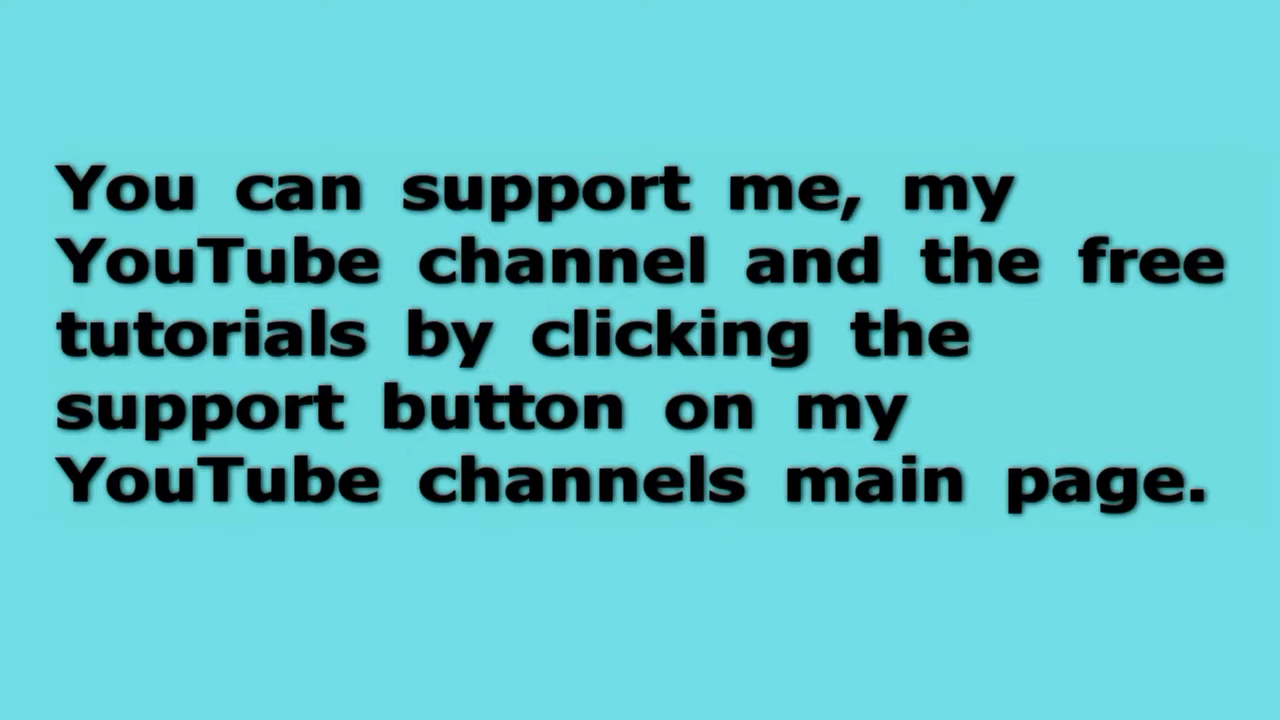 You can support me, my
YouTube channel and the free
tutorials by clicking the
support button on my
YouTube channels main page.